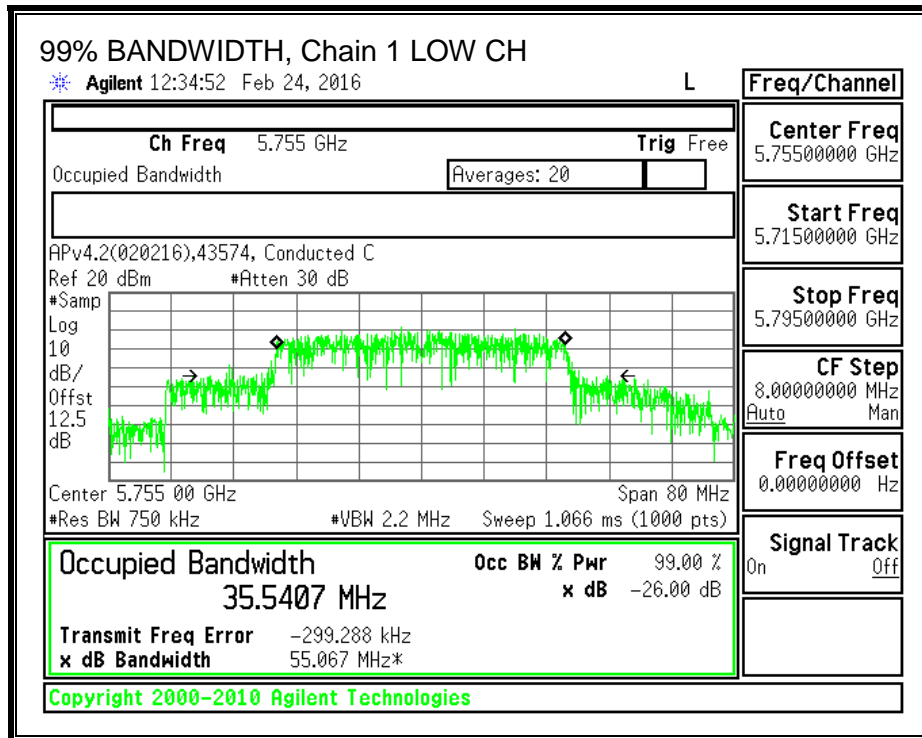 99% BANDWIDTH, Chain 1 LOW CH
Agilent 12:34:52 Feb 24, 2016 L
Freq/Channel
Ch Freq 5.755 GHz Trig Free
Occupied Bandwidth Averages: 20
APv4.2(020216),43574, Conducted C
Ref 20 dBm #Atten 30 dB
#Samp
Log
10
dB/
Offst
12.5
dB
Center 5.755 00 GHz Span 80 MHz
#Res BW 750 kHz #VBW 2.2 MHz Sweep 1.066 ms (1000 pts)
Occupied Bandwidth Occ BW % Pwr 99.00 %
35.5407 MHz x dB -26.00 dB
Transmit Freq Error -299.288 kHz
x dB Bandwidth 55.067 MHz*
Copyright 2000-2010 Agilent Technologies
Center Freq
5.75500000 GHz
Start Freq
5.71500000 GHz
Stop Freq
5.79500000 GHz
CF Step
8.00000000 MHz
Auto Man
Freq Offset
0.00000000 Hz
Signal Track
On Off